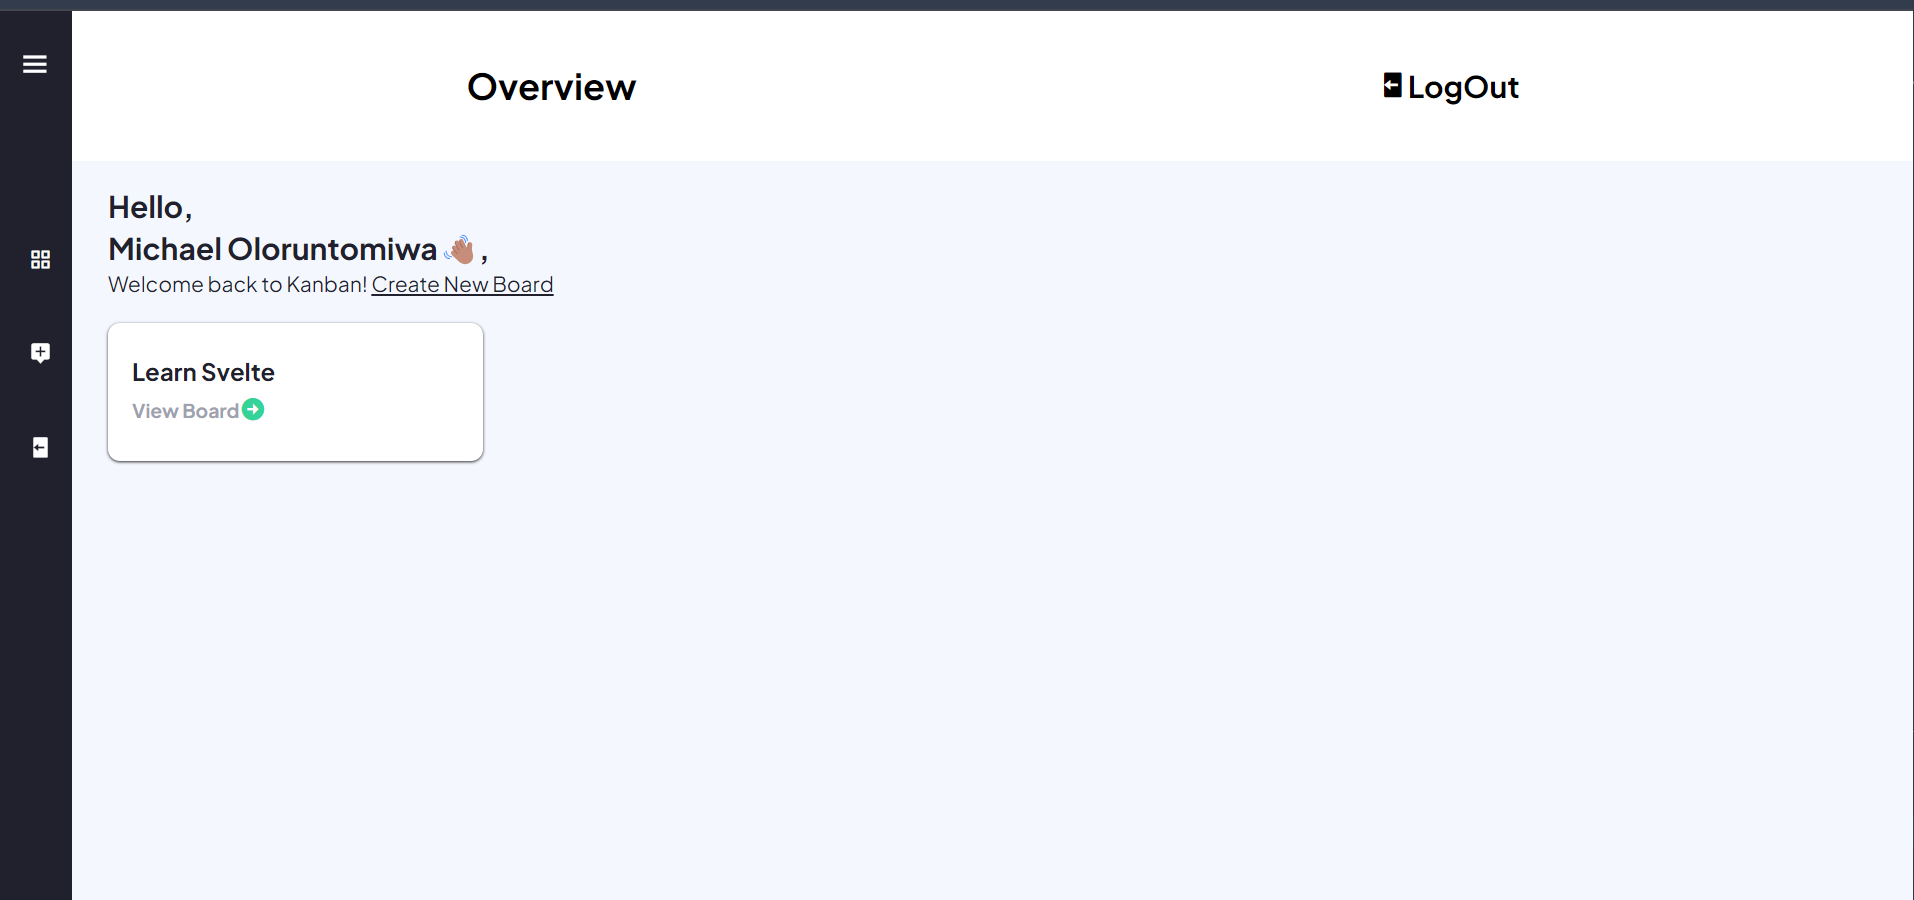 Overview
LogOut
Hello,
Michael Oloruntomiwa 👋🏽,
Welcome back to Kanban! Create New Board
Learn Svelte
View Board